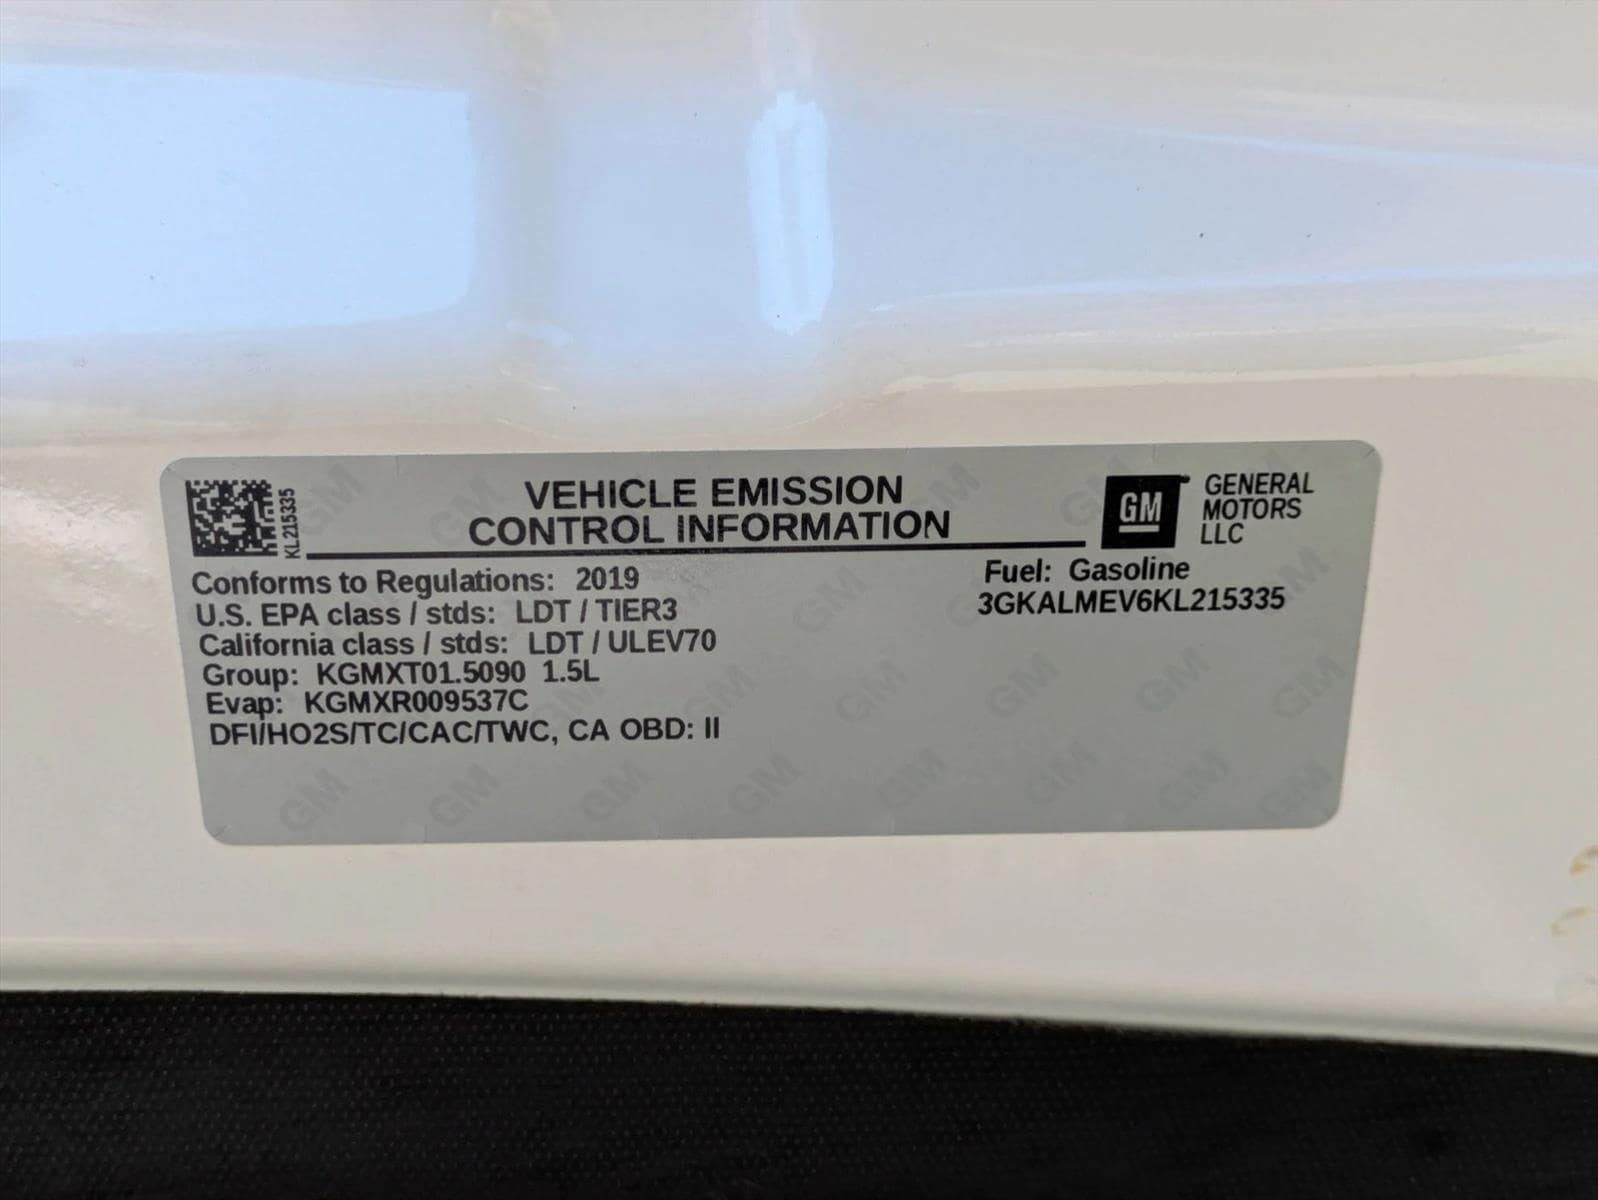 KL215335
VEHICLE EMISSION
CONTROL INFORMATION
GM
GENERAL
MOTORS
LLC
Conforms to Regulations: 2019
U.S. EPA class / stds: LDT / TIER3
California class / stds: LDT / ULEV70
Group: KGMXT01.5090 1.5L
Evap: KGMXR009537C
DFI/HO2S/TC/CAC/TWC, CA OBD: II
Fuel: Gasoline
3GKALMEV6KL215335